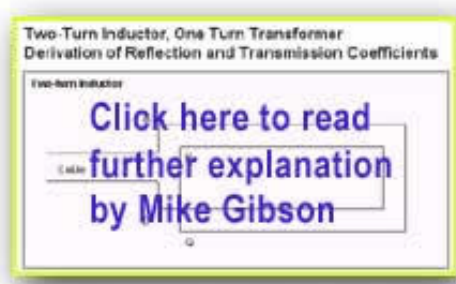 Two-Turn Inductor, One Turn Transformer
Derivation of Reflection and Transmission Coefficients
Two-turn Inductor
Click here to read
Cable
further explanation
by Mike Gibson